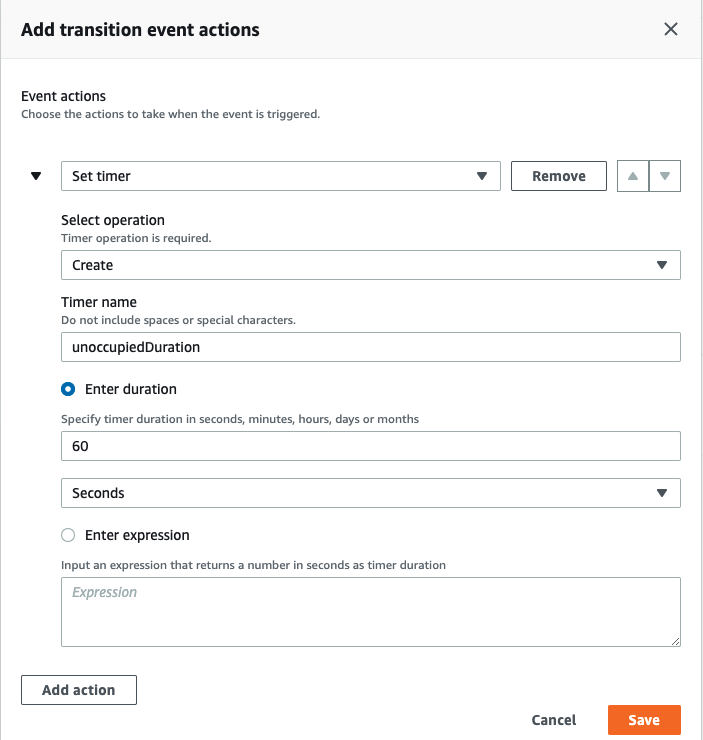 Add transition event actions
Event actions
Choose the actions to take when the event is triggered.
Set timer
Remove
Select operation
Timer operation is required.
Create
Timer name
Do not include spaces or special characters.
unoccupiedDuration
Enter duration
Specify timer duration in seconds, minutes, hours, days or months
60
Seconds
Enter expression
Input an expression that returns a number in seconds as timer duration
Expression
Add action
Cancel
Save